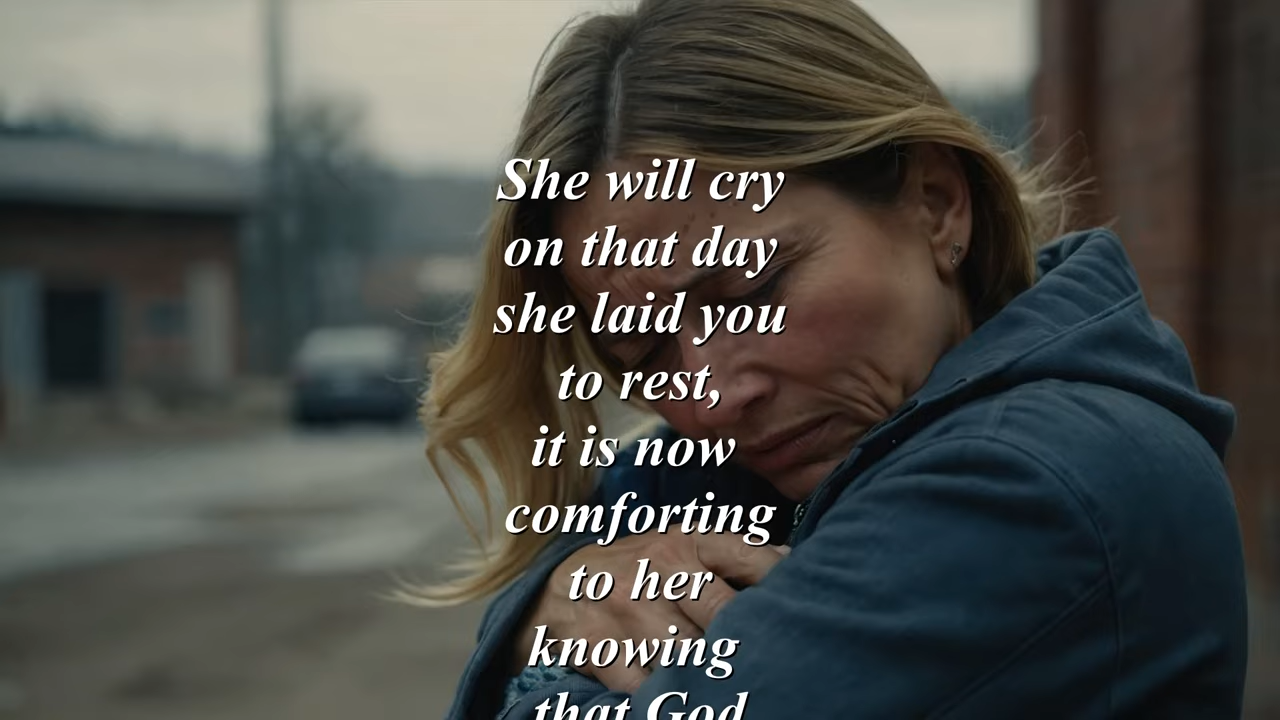 She will cry
on that day
she laid you
to rest,
it is now
comforting
to her
knowing
that God